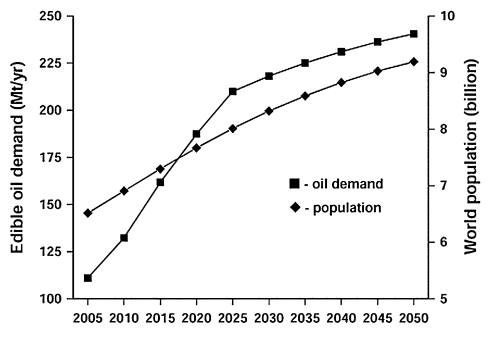 Edible oil demand (Mt/yr)
250
225
200
175
150
125
100
World population (billion)
10
9
8
7
6
5
- oil demand
- population
2005 2010 2015 2020 2025 2030 2035 2040 2045 2050